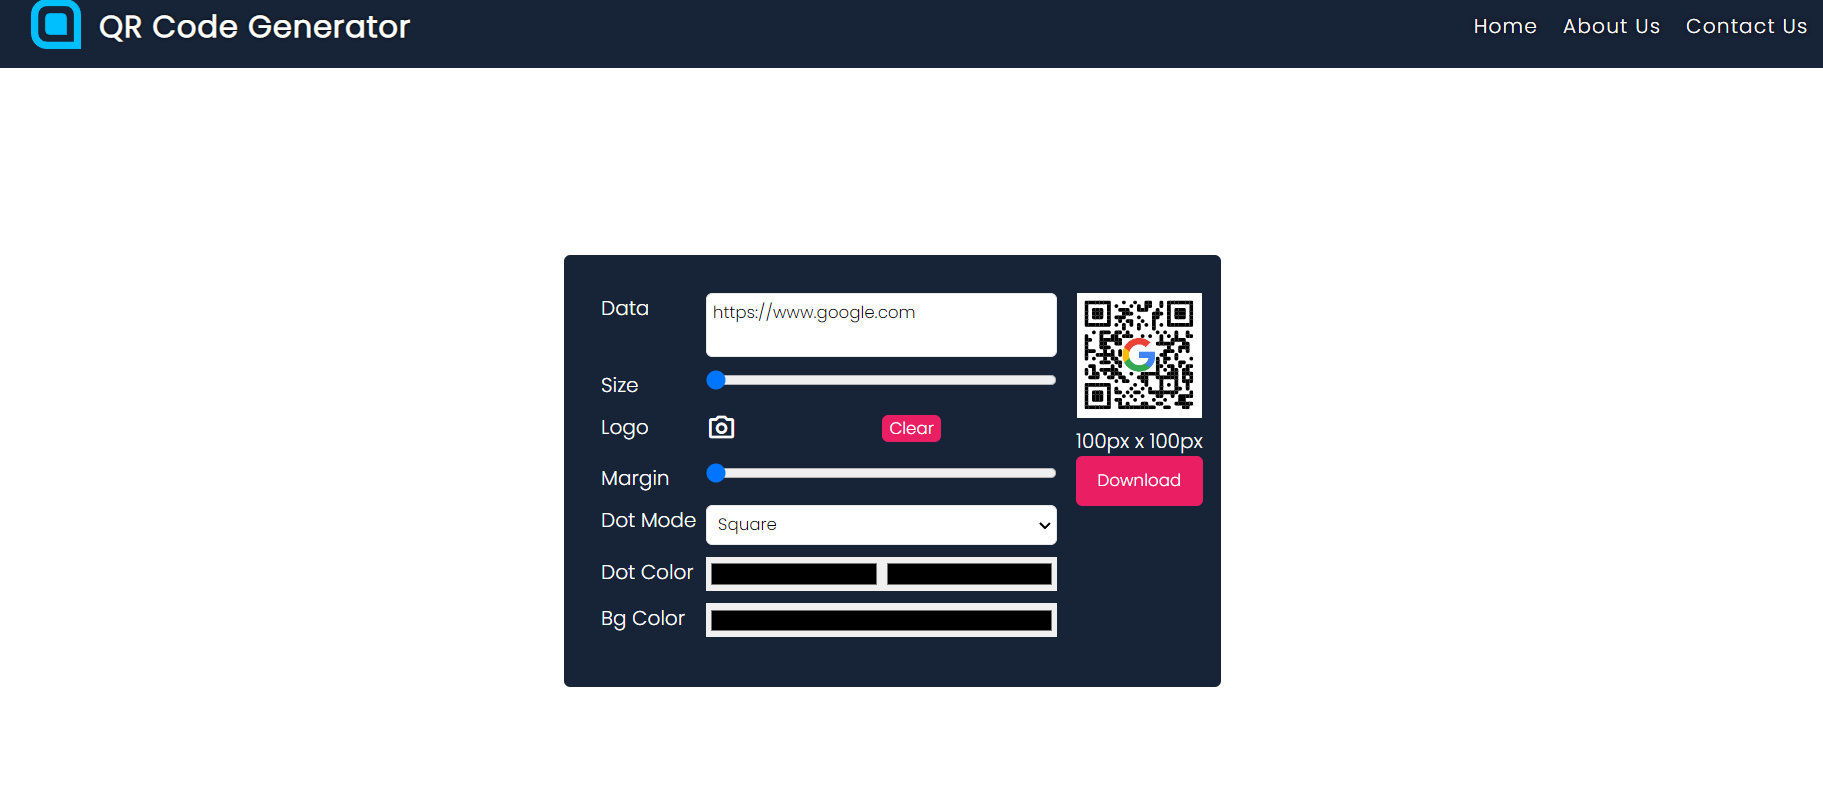 QR Code Generator
Home About Us Contact Us
Data
https://www.google.com
Size
Logo
Clear
Margin
Dot Mode
Square
Dot Color
Bg Color
100px x 100px
Download